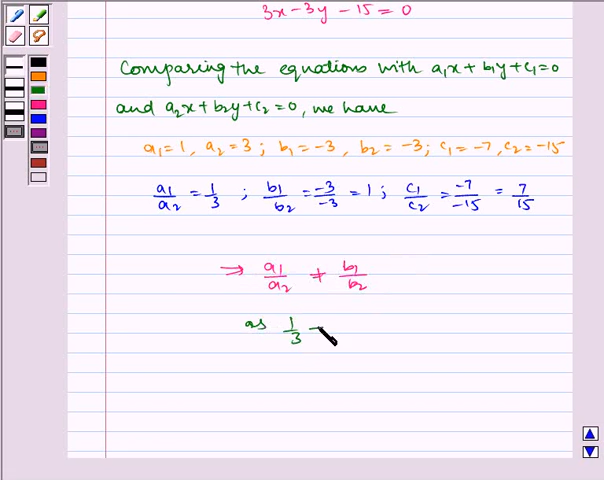 3x-3y-15=0
Comparing the equations with a1x+b1y+c1=0
and a2x+b2y+c2=0, we have
a1=1, a2=3; b1=-3, b2=-3; c1=-7, c2=-15
a1/a2=1/3 ; b1/b2=-3/-3=1; c1/c2=-7/-15=7/15
→ a1/a2 ≠ b1/b2
as 1/3 -